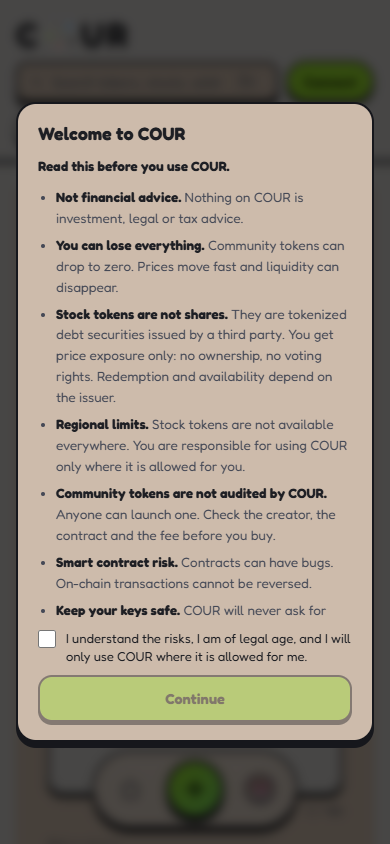 Welcome to COUR
Read this before you use COUR.
• Not financial advice. Nothing on COUR is
investment, legal or tax advice.
• You can lose everything. Community tokens can
drop to zero. Prices move fast and liquidity can
disappear.
• Stock tokens are not shares. They are tokenized
debt securities issued by a third party. You get
price exposure only: no ownership, no voting
rights. Redemption and availability depend on
the issuer.
• Regional limits. Stock tokens are not available
everywhere. You are responsible for using COUR
only where it is allowed for you.
• Community tokens are not audited by COUR.
Anyone can launch one. Check the creator, the
contract and the fee before you buy.
• Smart contract risk. Contracts can have bugs.
On-chain transactions cannot be reversed.
• Keep your keys safe. COUR will never ask for
I understand the risks, I am of legal age, and I will
only use COUR where it is allowed for me.
Continue